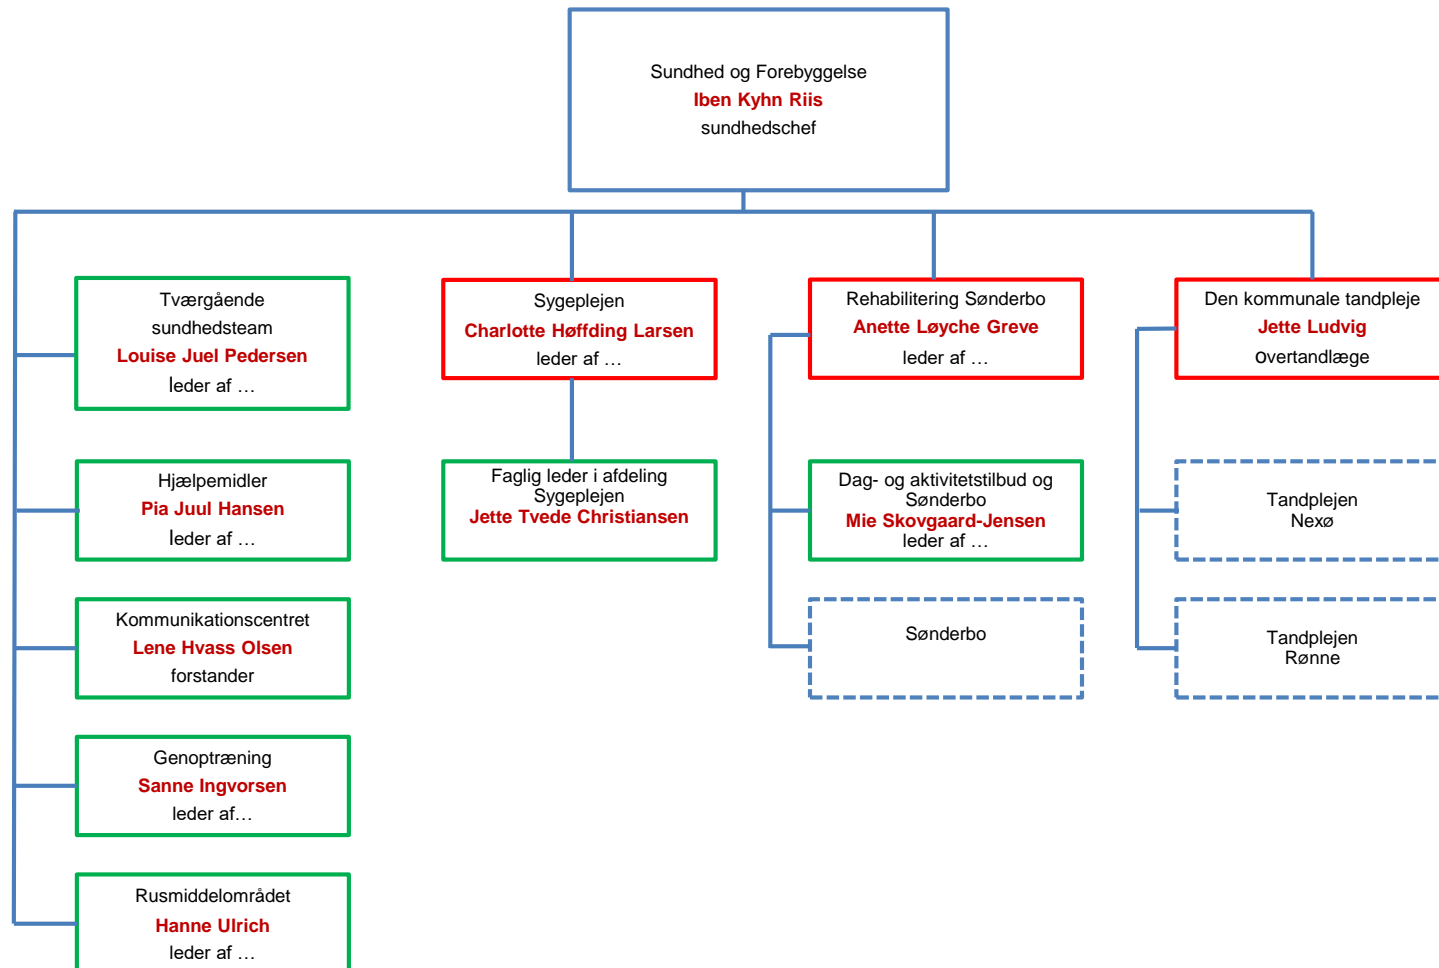 Sundhed og Forebyggelse
Iben Kyhn Riis
sundhedschef
Tværgående
sundhedsteam
Louise Juel Pedersen
leder af …
Sygeplejen
Charlotte Høffding Larsen
leder af …
Rehabilitering Sønderbo
Anette Løyche Greve
leder af …
Den kommunale tandpleje
Jette Ludvig
overtandlæge
Hjælpemidler
Pia Juul Hansen
leder af …
Faglig leder i afdeling
Sygeplejen
Jette Tvede Christiansen
Dag- og aktivitetstilbud og
Sønderbo
Mie Skovgaard-Jensen
leder af …
Tandplejen
Nexø
Kommunikationscentret
Lene Hvass Olsen
forstander
Sønderbo
Tandplejen
Rønne
Genoptræning
Sanne Ingvorsen
leder af…
Rusmiddelområdet
Hanne Ulrich
leder af …